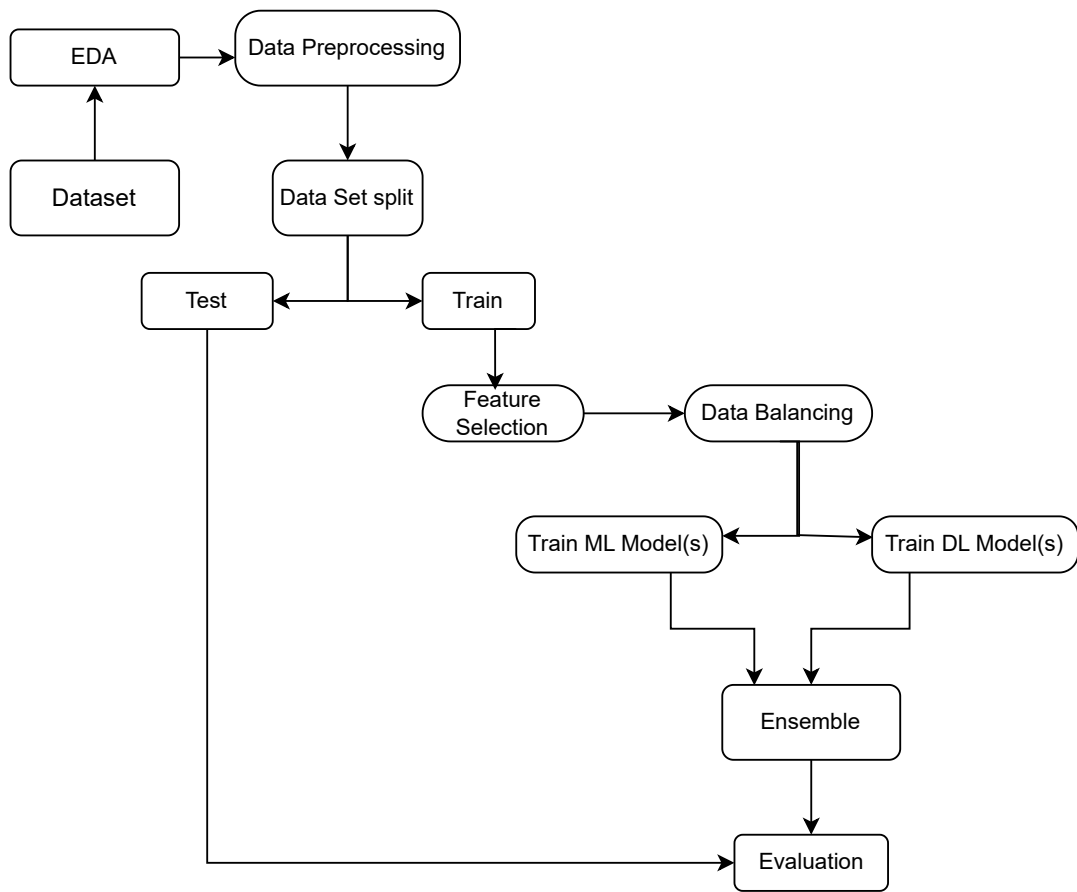 EDA
Data Preprocessing
Dataset
Data Set split
Test
Train
Feature
Selection
Data Balancing
Train ML Model(s)
Train DL Model(s)
Ensemble
Evaluation